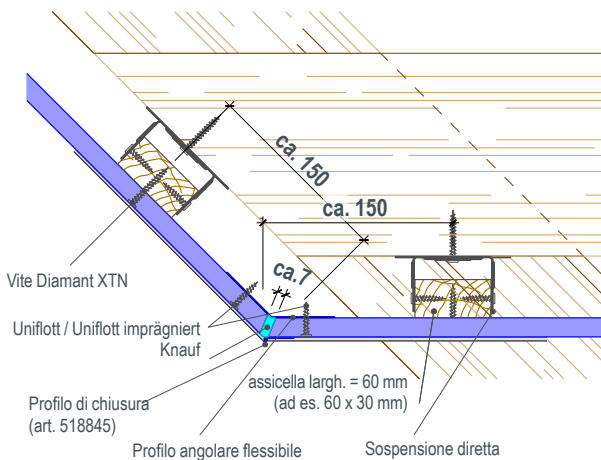 ca. 150
ca. 150
ca.7
Vite Diamant XTN
Uniflott / Uniflott imprägniert
Knauf
assicella largh. = 60 mm
(ad es. 60 x 30 mm)
Profilo di chiusura
(art. 518845)
Profilo angolare flessibile
Sospensione diretta